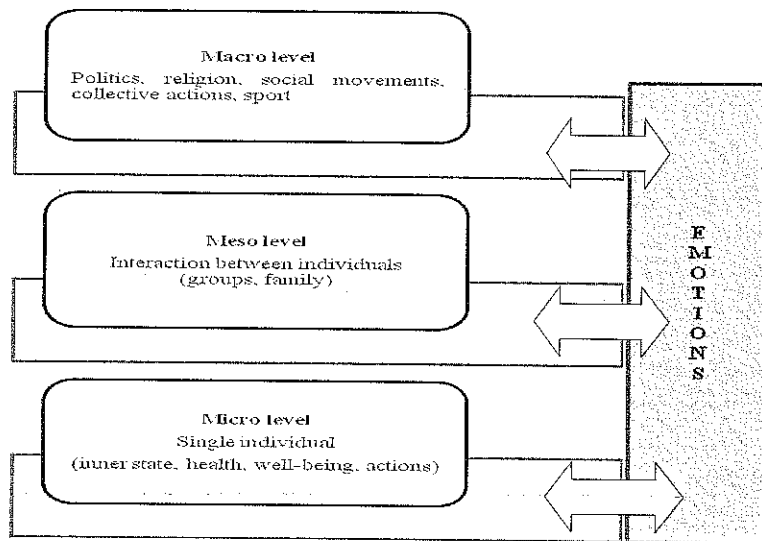 Macro level
Politics, religion, social movements,
collective actions, sport
Meso level
Interaction between individuals
(groups, family)
Micro level
Single individual
(inner state, health, well-being, actions)
EMOTIONS